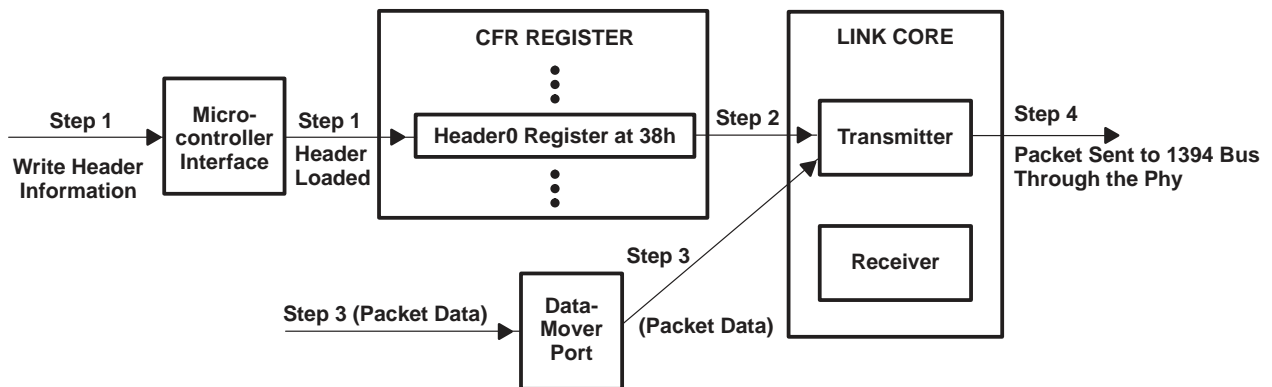 CFR REGISTER
LINK CORE
Step 1
Write Header
Information
Micro-
controller
Interface
Step 1
Header
Loaded
Header0 Register at 38h
Step 2
Transmitter
Step 4
Packet Sent to 1394 Bus
Through the Phy
Receiver
Step 3
Step 3 (Packet Data)
Data-
Mover
Port
(Packet Data)